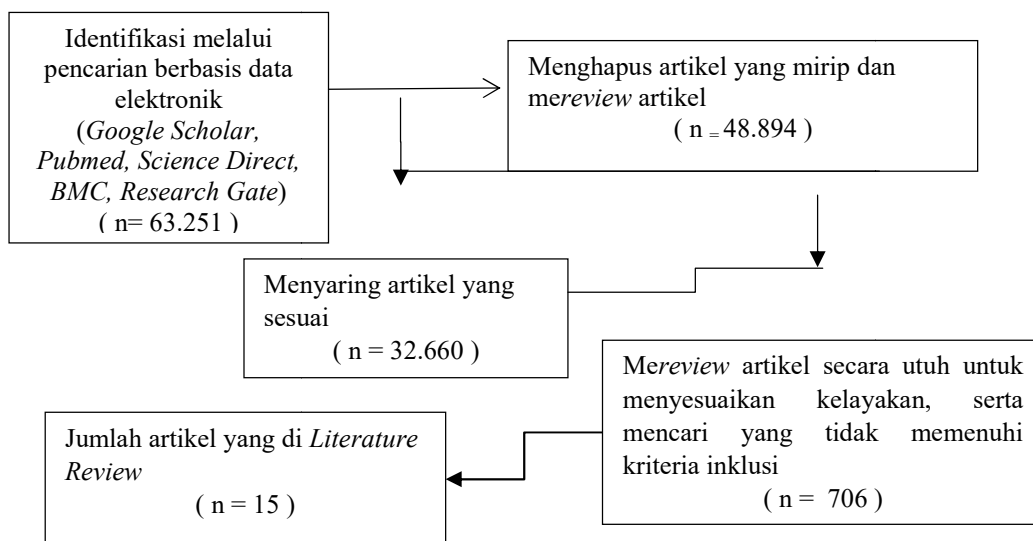 Identifikasi melalui
pencarian berbasis data
elektronik
(Google Scholar,
Pubmed, Science Direct,
BMC, Research Gate)
( n= 63.251 )
Menghapus artikel yang mirip dan
mereview artikel
( n = 48.894 )
Menyaring artikel yang
sesuai
( n = 32.660 )
Mereview artikel secara utuh untuk
menyesuaikan kelayakan, serta
mencari yang tidak memenuhi
kriteria inklusi
( n = 706 )
Jumlah artikel yang di Literature
Review
( n = 15 )